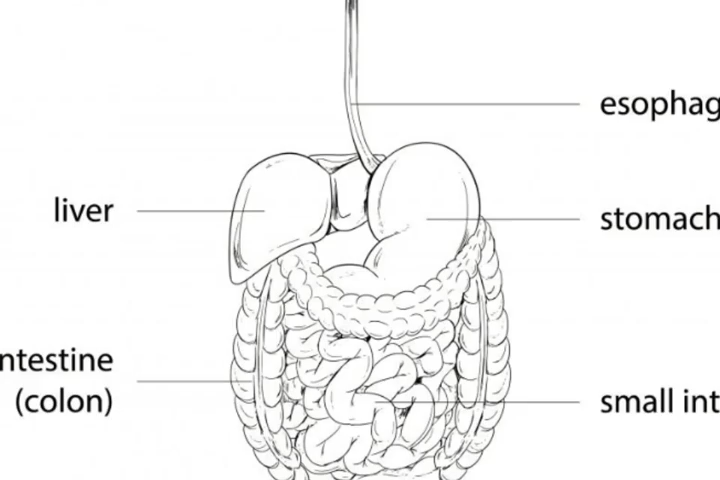 esophag
liver
stomach
ntestine
(colon)
small int